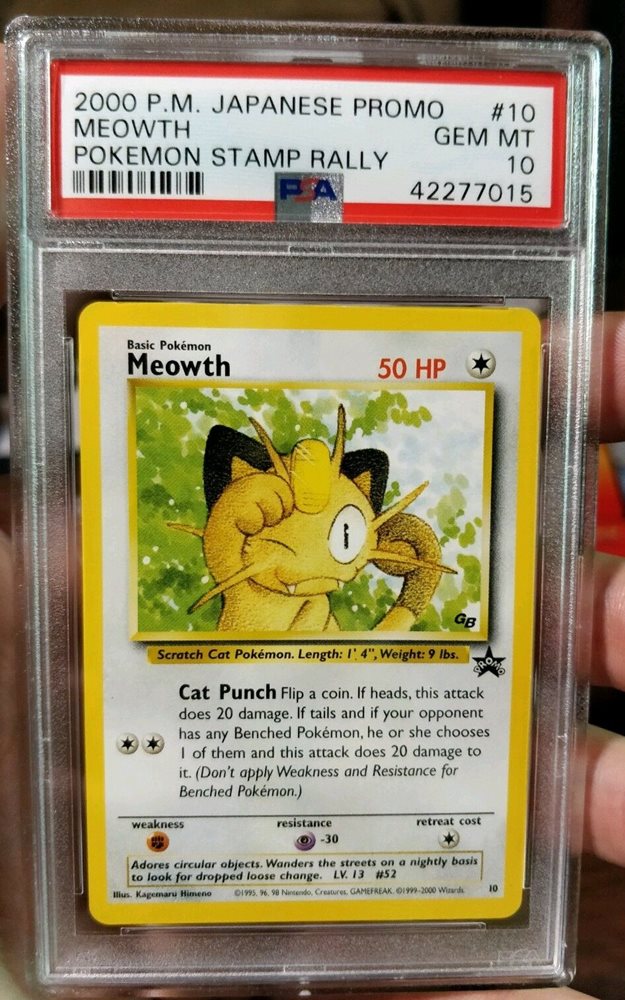 2000 P.M. JAPANESE PROMO #10
MEOWTH GEM MT
POKEMON STAMP RALLY 10
PSA 42277015
Basic Pokémon
Meowth 50 HP
GB
Scratch Cat Pokémon. Length: 1' 4", Weight: 9 lbs.
PROMO
Cat Punch Flip a coin. If heads, this attack
does 20 damage. If tails and if your opponent
has any Benched Pokémon, he or she chooses
1 of them and this attack does 20 damage to
it. (Don't apply Weakness and Resistance for
Benched Pokémon.)
weakness resistance retreat cost
-30
Adores circular objects. Wanders the streets on a nightly basis
to look for dropped loose change. LV. 13 #52
Illus. Kagemaru Himeno ©1995, 96, 98 Nintendo, Creatures, GAMEFREAK. ©1999-2000 Wizards. 10